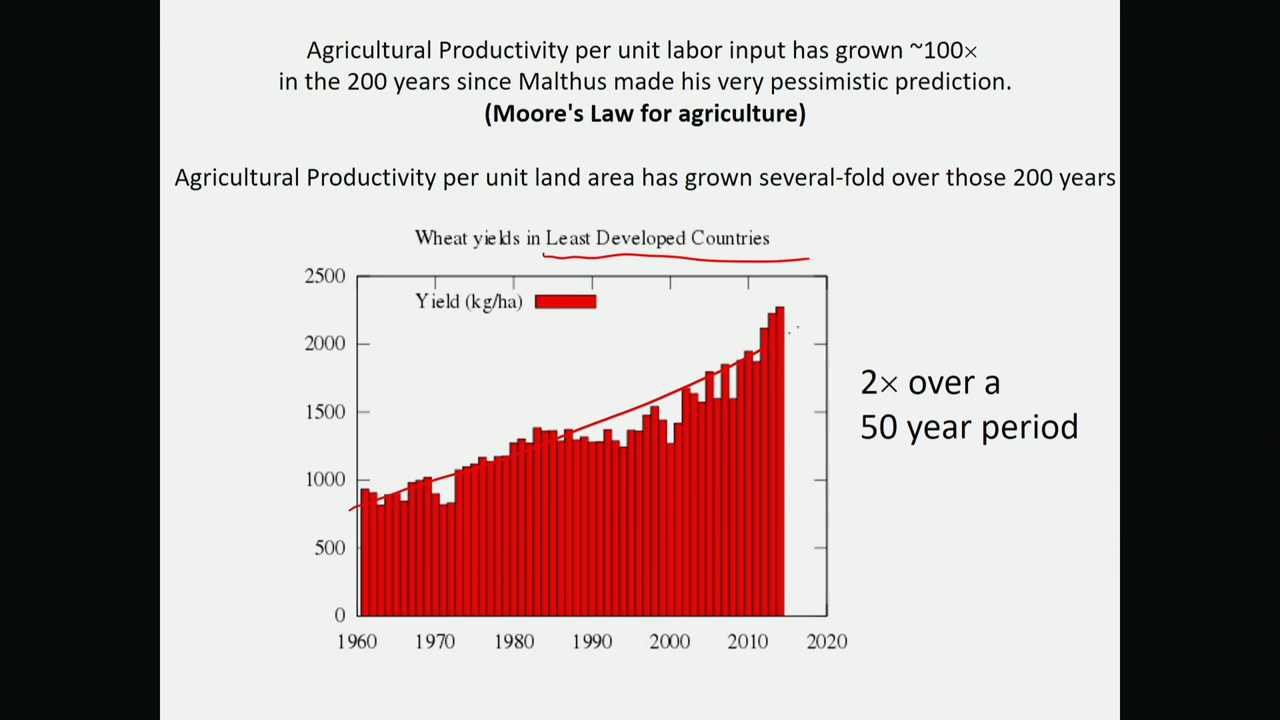 Agricultural Productivity per unit labor input has grown ~100×
in the 200 years since Malthus made his very pessimistic prediction.
(Moore's Law for agriculture)
Agricultural Productivity per unit land area has grown several-fold over those 200 years
Wheat yields in Least Developed Countries
Yield (kg/ha)
2500
2000
1500
1000
500
0
1960 1970 1980 1990 2000 2010 2020
2× over a
50 year period